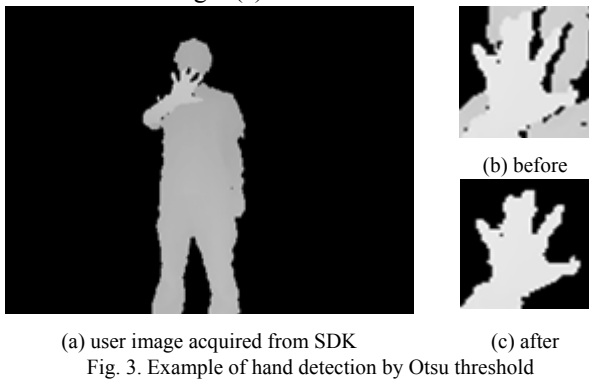 (b) before
(a) user image acquired from SDK
(c) after
Fig. 3. Example of hand detection by Otsu threshold